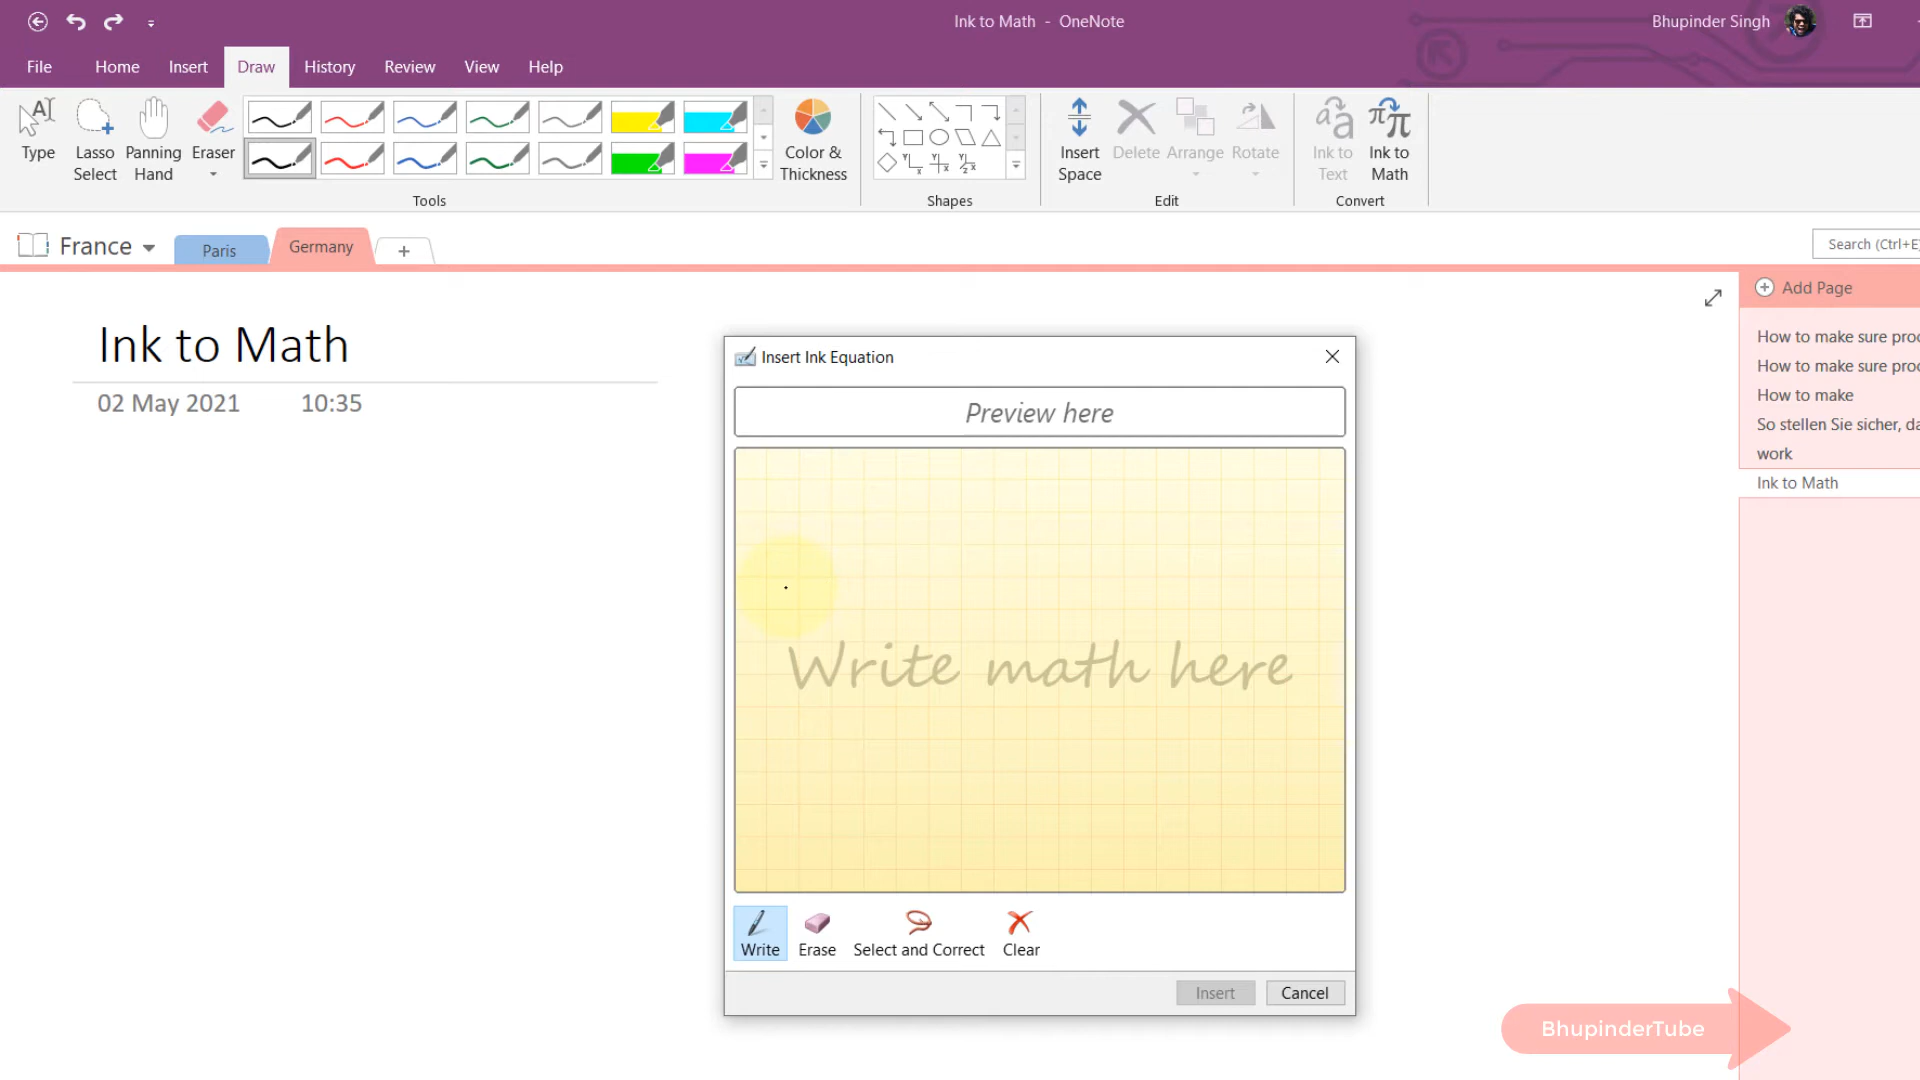 Ink to Math - OneNote
Bhupinder Singh
File Home Insert Draw History Review View Help
Type
Lasso Select
Panning Hand
Eraser
Color & Thickness
Insert Space
Delete
Arrange
Rotate
Ink to Text
Ink to Math
Tools
Shapes
Edit
Convert
France
Paris
Germany
Search (Ctrl+E)
Add Page
How to make sure proc
How to make sure proc
How to make
So stellen Sie sicher, da
work
Ink to Math
Ink to Math
02 May 2021 10:35
Insert Ink Equation
Preview here
Write math here
Write
Erase
Select and Correct
Clear
Insert
Cancel
BhupinderTube